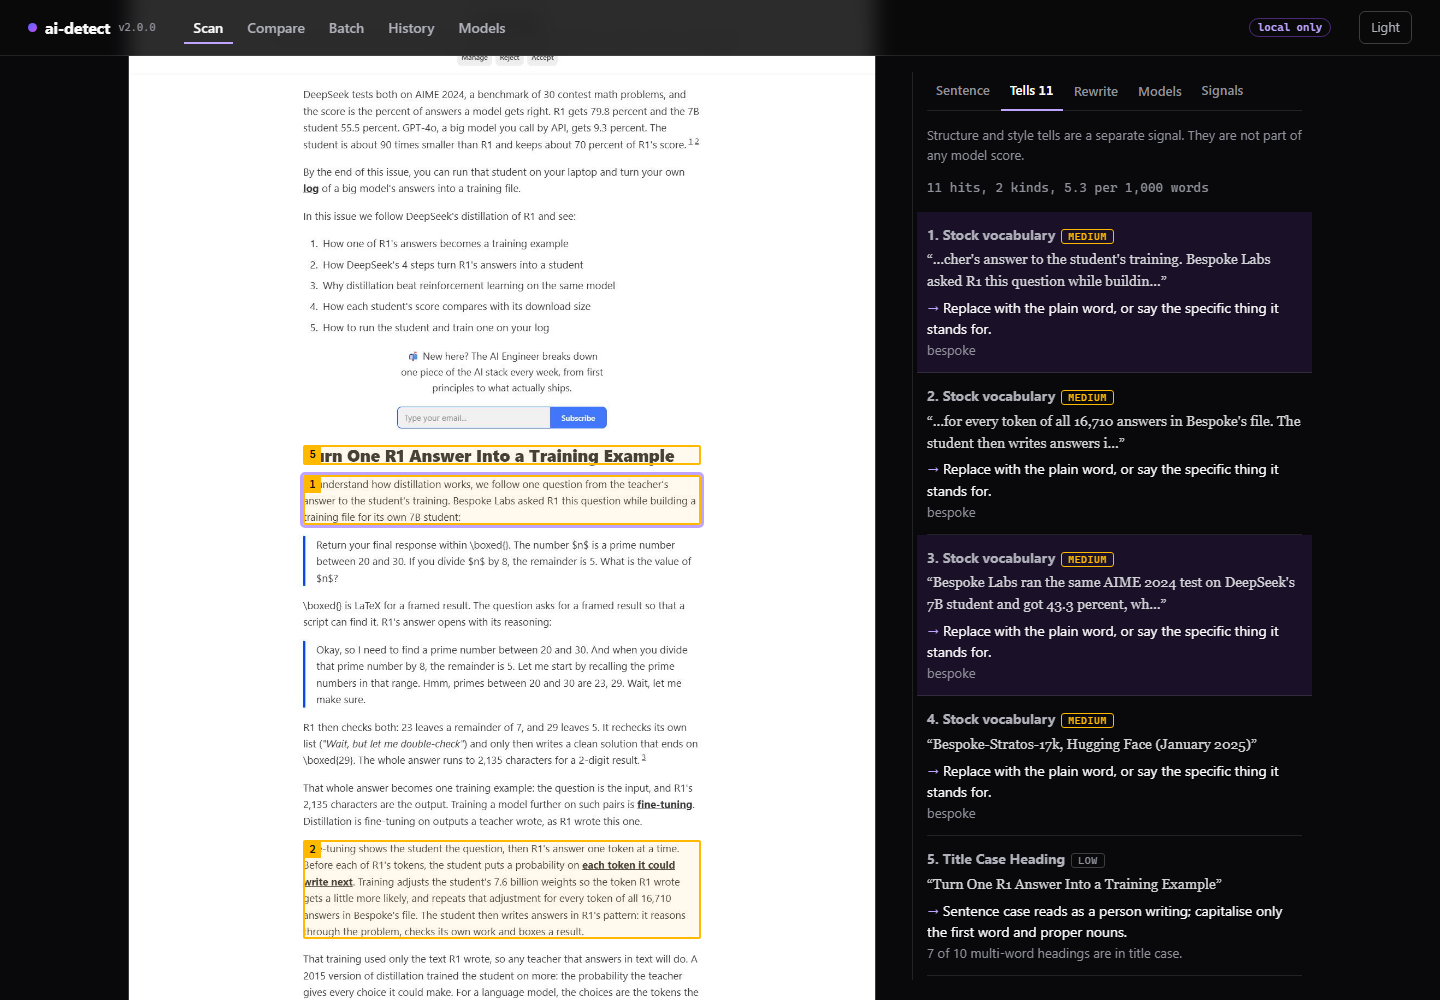 ai-detect v2.0.0 Scan Compare Batch History Models local only Light
Manage Reject Accept
DeepSeek tests both on AIME 2024, a benchmark of 30 contest math problems, and
the score is the percent of answers a model gets right. R1 gets 79.8 percent and the 7B
student 55.5 percent. GPT-4o, a big model you call by API, gets 9.3 percent. The
student is about 90 times smaller than R1 and keeps about 70 percent of R1's score. 1 2
By the end of this issue, you can run that student on your laptop and turn your own
log of a big model's answers into a training file.
In this issue we follow DeepSeek's distillation of R1 and see:
1. How one of R1's answers becomes a training example
2. How DeepSeek's 4 steps turn R1's answers into a student
3. Why distillation beat reinforcement learning on the same model
4. How each student's score compares with its download size
5. How to run the student and train one on your log
📬 New here? The AI Engineer breaks down
one piece of the AI stack every week, from first
principles to what actually ships.
Type your email... Subscribe
5 urn One R1 Answer Into a Training Example
1 understand how distillation works, we follow one question from the teacher's
answer to the student's training. Bespoke Labs asked R1 this question while building a
training file for its own 7B student:
Return your final response within \boxed{}. The number $n$ is a prime number
between 20 and 30. If you divide $n$ by 8, the remainder is 5. What is the value of
$n$?
\boxed{} is LaTeX for a framed result. The question asks for a framed result so that a
script can find it. R1's answer opens with its reasoning:
Okay, so I need to find a prime number between 20 and 30. And when you divide
that prime number by 8, the remainder is 5. Let me start by recalling the prime
numbers in that range. Hmm, primes between 20 and 30 are 23, 29. Wait, let me
make sure.
R1 then checks both: 23 leaves a remainder of 7, and 29 leaves 5. It rechecks its own
list ("Wait, but let me double-check") and only then writes a clean solution that ends on
\boxed{29}. The whole answer runs to 2,135 characters for a 2-digit result. 3
That whole answer becomes one training example: the question is the input, and R1's
2,135 characters are the output. Training a model further on such pairs is fine-tuning.
Distillation is fine-tuning on outputs a teacher wrote, as R1 wrote this one.
2 -tuning shows the student the question, then R1's answer one token at a time.
Before each of R1's tokens, the student puts a probability on each token it could
write next. Training adjusts the student's 7.6 billion weights so the token R1 wrote
gets a little more likely, and repeats that adjustment for every token of all 16,710
answers in Bespoke's file. The student then writes answers in R1's pattern: it reasons
through the problem, checks its own work and boxes a result.
That training used only the text R1 wrote, so any teacher that answers in text will do. A
2015 version of distillation trained the student on more: the probability the teacher
gives every choice it could make. For a language model, the choices are the tokens the
Sentence Tells 11 Rewrite Models Signals
Structure and style tells are a separate signal. They are not part of
any model score.
11 hits, 2 kinds, 5.3 per 1,000 words
1. Stock vocabulary MEDIUM
“...cher's answer to the student's training. Bespoke Labs
asked R1 this question while buildin...”
→ Replace with the plain word, or say the specific thing it
stands for.
bespoke
2. Stock vocabulary MEDIUM
“...for every token of all 16,710 answers in Bespoke's file. The
student then writes answers i...”
→ Replace with the plain word, or say the specific thing it
stands for.
bespoke
3. Stock vocabulary MEDIUM
“Bespoke Labs ran the same AIME 2024 test on DeepSeek's
7B student and got 43.3 percent, wh...”
→ Replace with the plain word, or say the specific thing it
stands for.
bespoke
4. Stock vocabulary MEDIUM
“Bespoke-Stratos-17k, Hugging Face (January 2025)”
→ Replace with the plain word, or say the specific thing it
stands for.
bespoke
5. Title Case Heading LOW
“Turn One R1 Answer Into a Training Example”
→ Sentence case reads as a person writing; capitalise only
the first word and proper nouns.
7 of 10 multi-word headings are in title case.